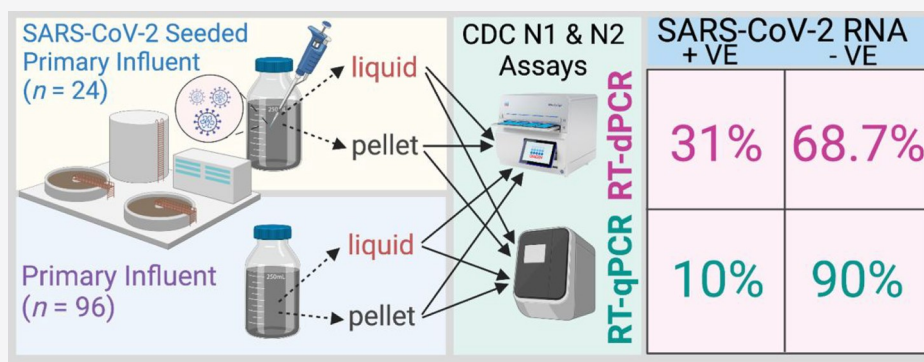 SARS-CoV-2 Seeded
Primary Influent
(n = 24)
liquid
pellet
Primary Influent
(n = 96)
250mL
liquid
pellet
CDC N1 & N2
Assays
RT-dPCR
RT-qPCR
SARS-CoV-2 RNA
+ VE - VE
31% 68.7%
10% 90%